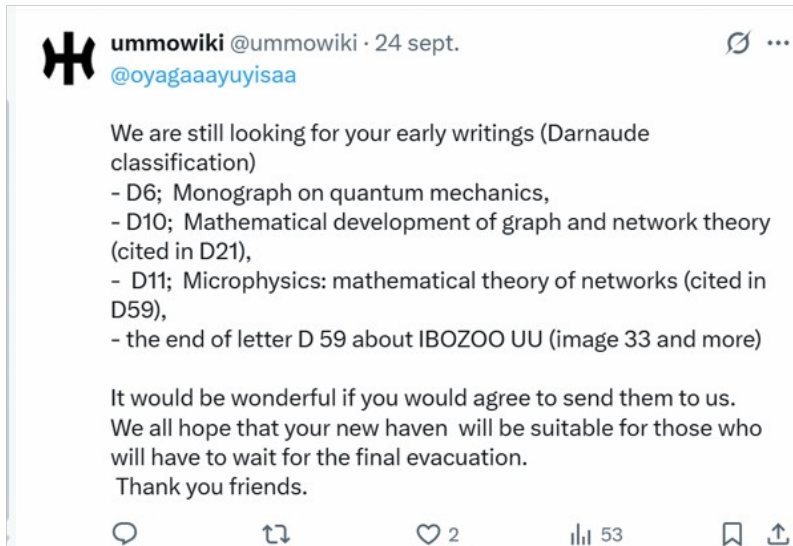 ummowiki @ummowiki · 24 sept.
@oyagaaayuyisaa
We are still looking for your early writings (Darnaude
classification)
- D6;  Monograph on quantum mechanics,
- D10;  Mathematical development of graph and network theory
(cited in D21),
-  D11;  Microphysics: mathematical theory of networks (cited in
D59),
- the end of letter D 59 about IBOZOO UU (image 33 and more)
It would be wonderful if you would agree to send them to us.
We all hope that your new haven  will be suitable for those who
will have to wait for the final evacuation.
 Thank you friends.
2 53